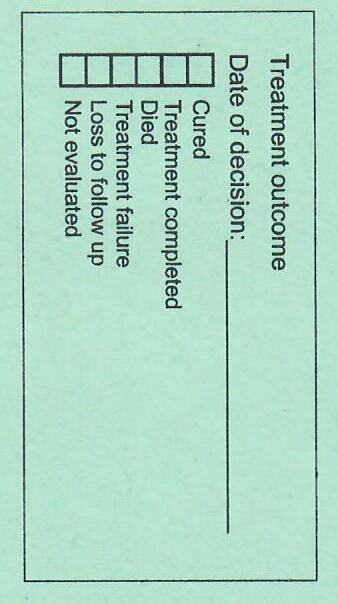 Treatment outcome
Date of decision:
Cured
Treatment completed
Died
Treatment failure
Loss to follow up
Not evaluated